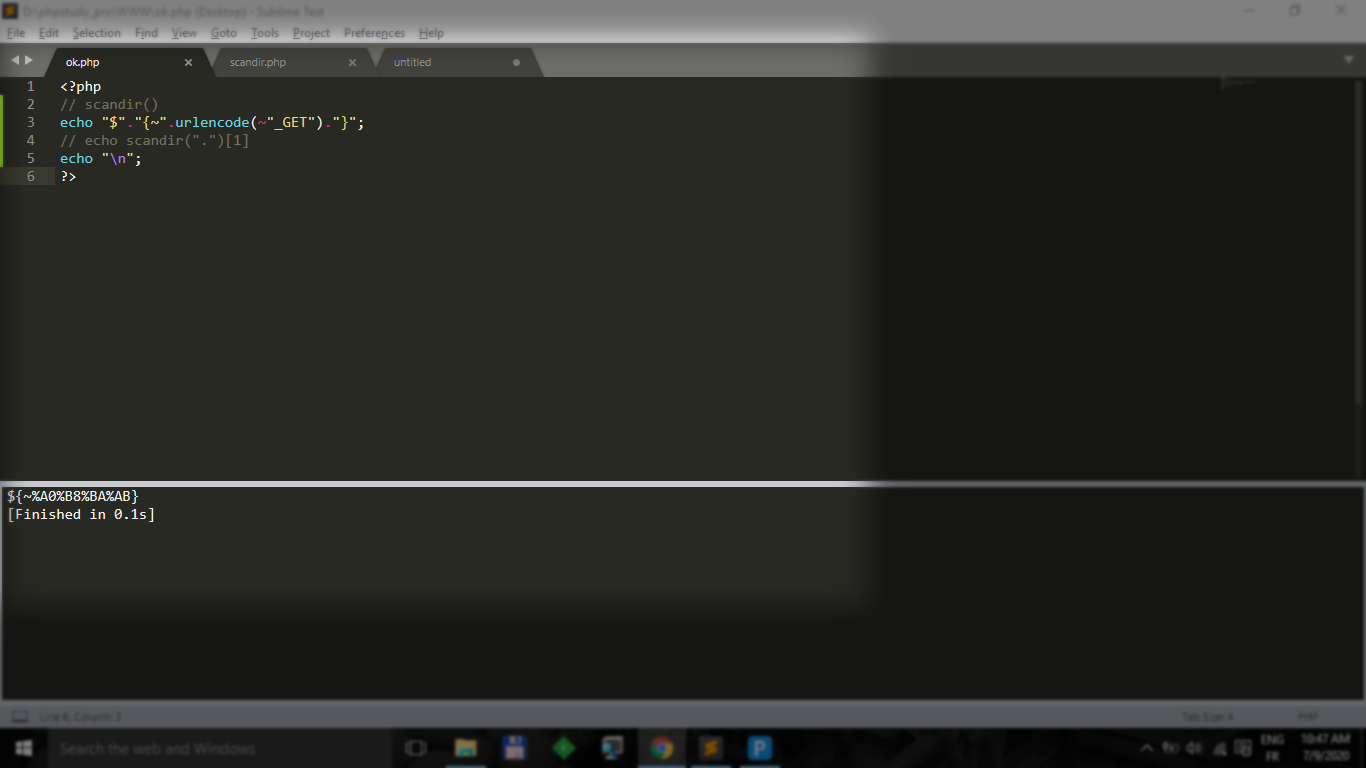 D:\phpstudy_pro\WWW\ok.php (Desktop) - Sublime Text
File Edit Selection Find View Goto Tools Project Preferences Help
ok.php scandir.php untitled
1 <?php
2 // scandir()
3 echo "$"."{~".urlencode(~"_GET")."}";
4 // echo scandir(".")[1]
5 echo "\n";
6 ?>
${~%A0%B8%BA%AB}
[Finished in 0.1s]
Line 6, Column 3 Tab Size: 4 PHP
Search the web and Windows
ENG 10:47 AM
FR 7/9/2020